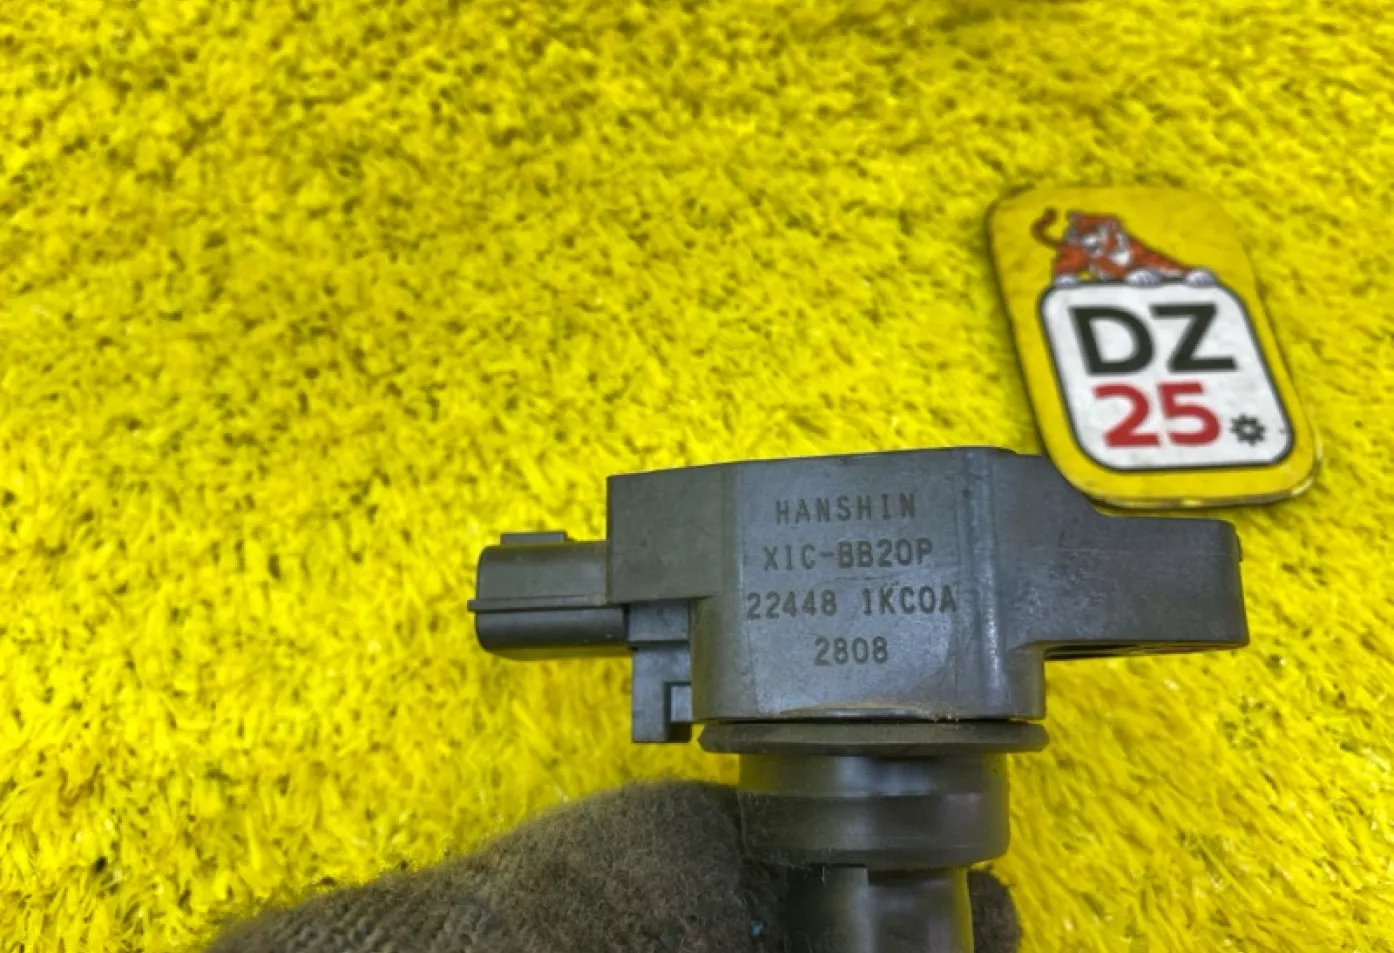 DZ
25
HANSHIN
XIC-BB20P
22448 1KC0A
2808